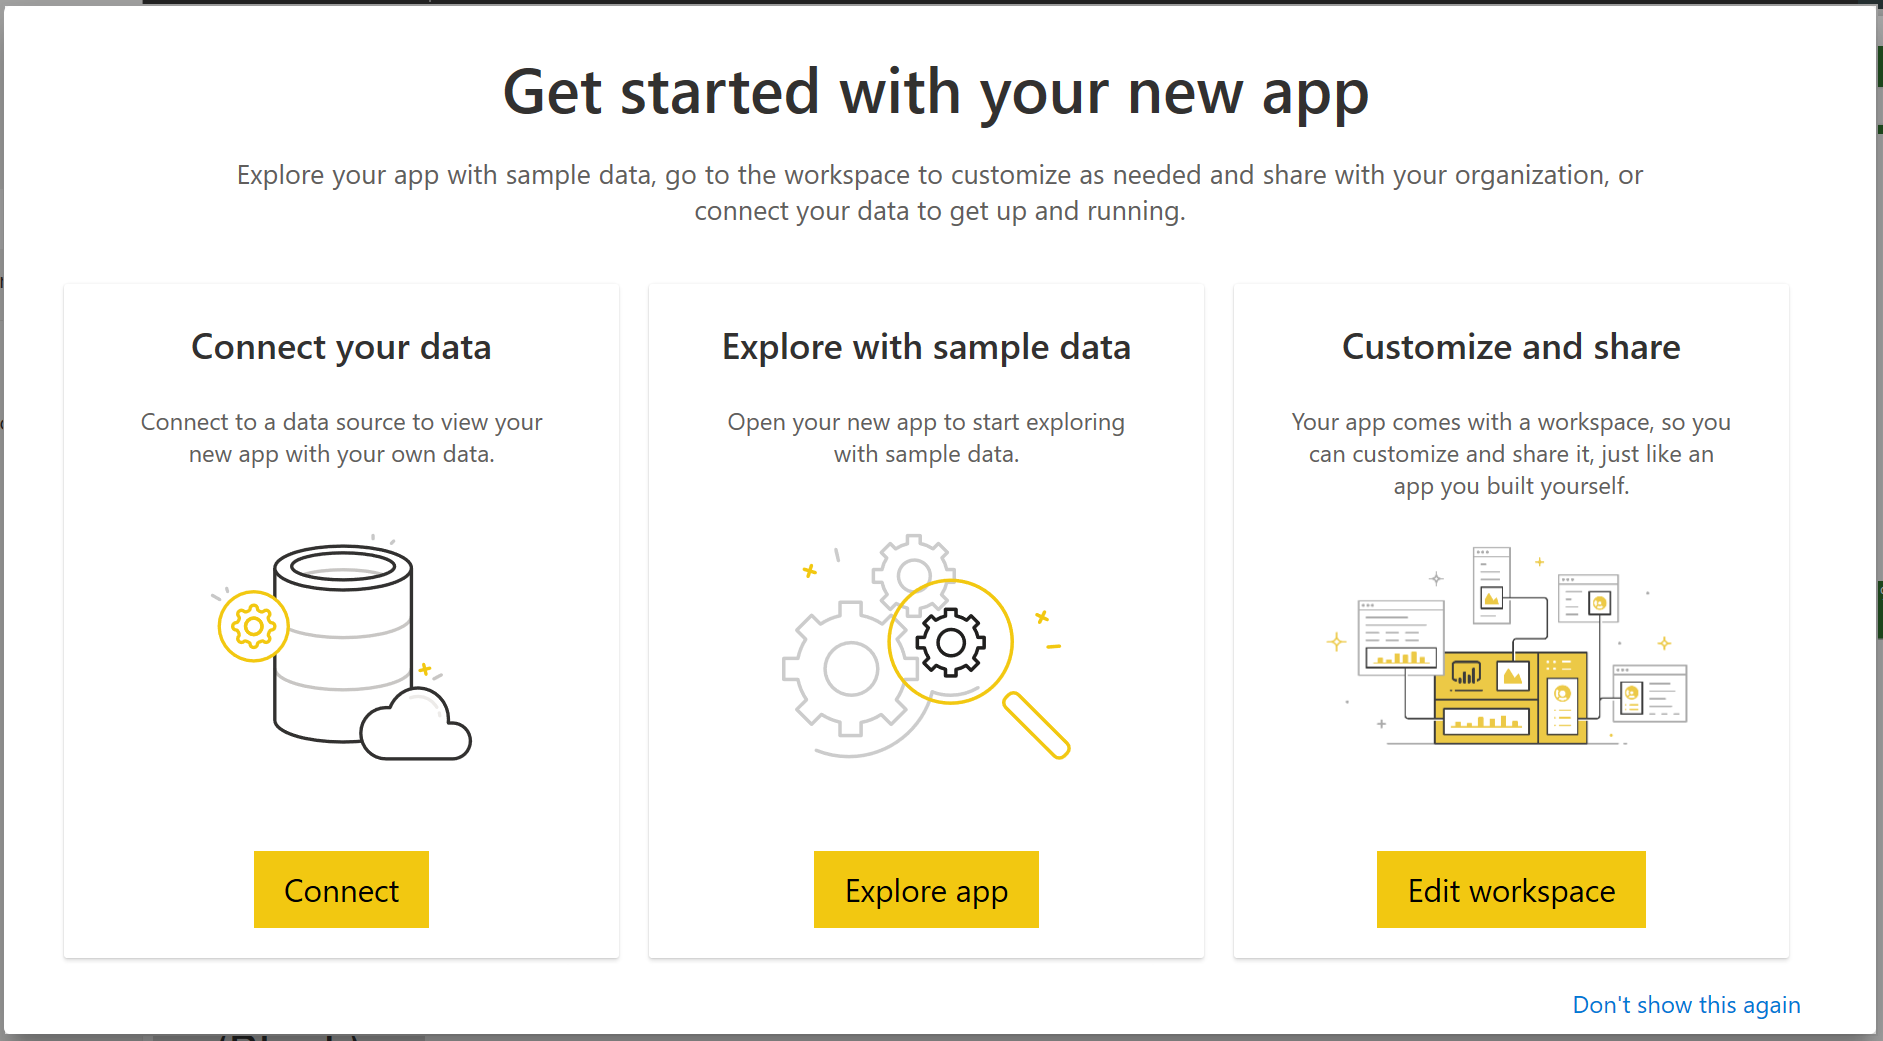 Get started with your new app
Explore your app with sample data, go to the workspace to customize as needed and share with your organization, or
connect your data to get up and running.
Connect your data
Connect to a data source to view your
new app with your own data.
Connect
Explore with sample data
Open your new app to start exploring
with sample data.
Explore app
Customize and share
Your app comes with a workspace, so you
can customize and share it, just like an
app you built yourself.
Edit workspace
Don't show this again